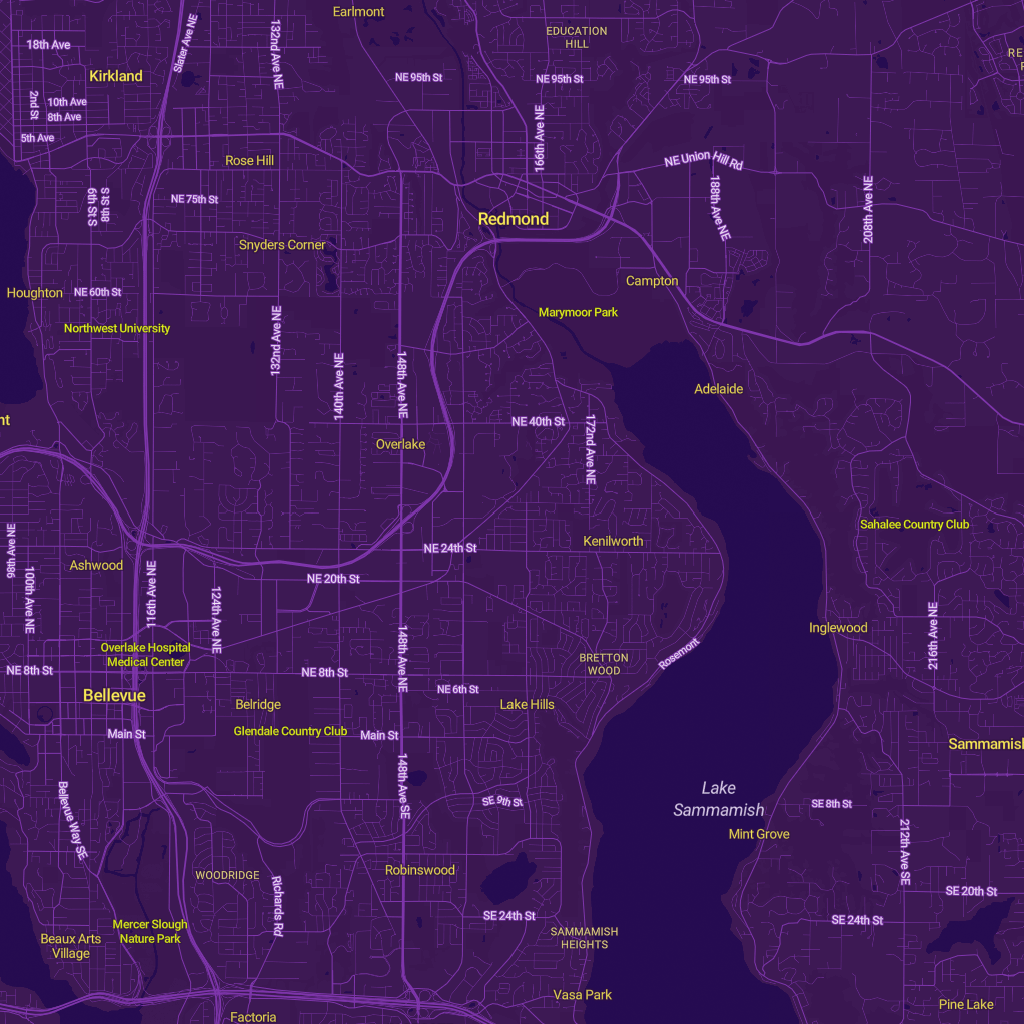 Earlmont
EDUCATION
HILL
18th Ave
Slater Ave NE
132nd Ave NE
Kirkland
NE 95th St
NE 95th St
NE 95th St
2nd St
10th Ave
8th Ave
5th Ave
166th Ave NE
Rose Hill
NE Union Hill Rd
6th St S
8th St S
NE 75th St
188th Ave NE
208th Ave NE
Redmond
Snyders Corner
Campton
Houghton
NE 60th St
Marymoor Park
Northwest University
132nd Ave NE
140th Ave NE
148th Ave NE
Adelaide
NE 40th St
172nd Ave NE
Overlake
Sahalee Country Club
98th Ave NE
Kenilworth
NE 24th St
Ashwood
100th Ave NE
116th Ave NE
124th Ave NE
NE 20th St
Inglewood
216th Ave NE
148th Ave NE
Overlake Hospital
Medical Center
BRETTON
WOOD
Rosemont
NE 8th St
NE 8th St
NE 6th St
Bellevue
Belridge
Lake Hills
Main St
Glendale Country Club
Main St
Sammamish
148th Ave SE
Lake
Sammamish
Bellevue Way SE
SE 9th St
SE 8th St
Mint Grove
212th Ave SE
Robinswood
WOODRIDGE
Richards Rd
SE 20th St
SE 24th St
SE 24th St
Mercer Slough
Nature Park
Beaux Arts
Village
SAMMAMISH
HEIGHTS
Vasa Park
Pine Lake
Factoria